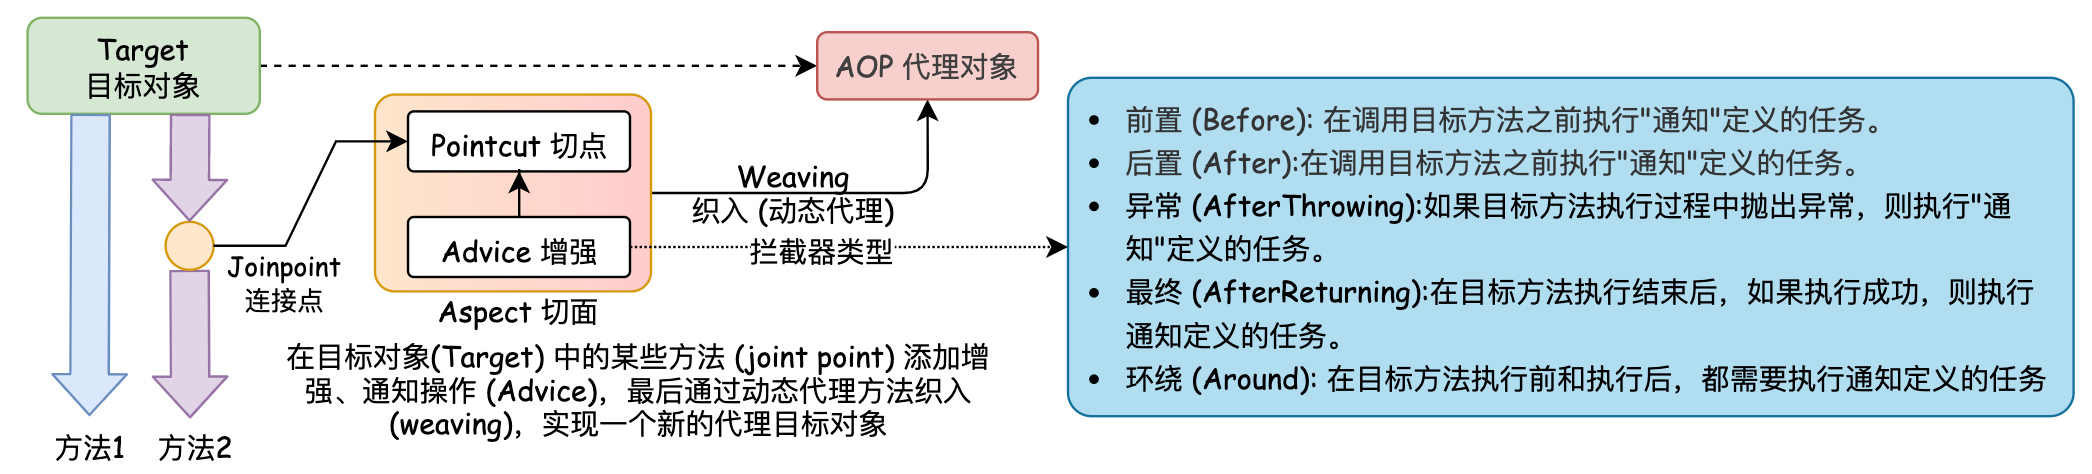 Target
目标对象
AOP 代理对象
Pointcut 切点
Advice 增强
Aspect 切面
Joinpoint
连接点
Weaving
织入 (动态代理)
拦截器类型
在目标对象(Target) 中的某些方法 (joint point) 添加增
强、通知操作 (Advice)，最后通过动态代理方法织入
(weaving)，实现一个新的代理目标对象
方法1
方法2
• 前置 (Before): 在调用目标方法之前执行"通知"定义的任务。
• 后置 (After):在调用目标方法之前执行"通知"定义的任务。
• 异常 (AfterThrowing):如果目标方法执行过程中抛出异常，则执行"通
知"定义的任务。
• 最终 (AfterReturning):在目标方法执行结束后，如果执行成功，则执行
通知定义的任务。
• 环绕 (Around): 在目标方法执行前和执行后，都需要执行通知定义的任务